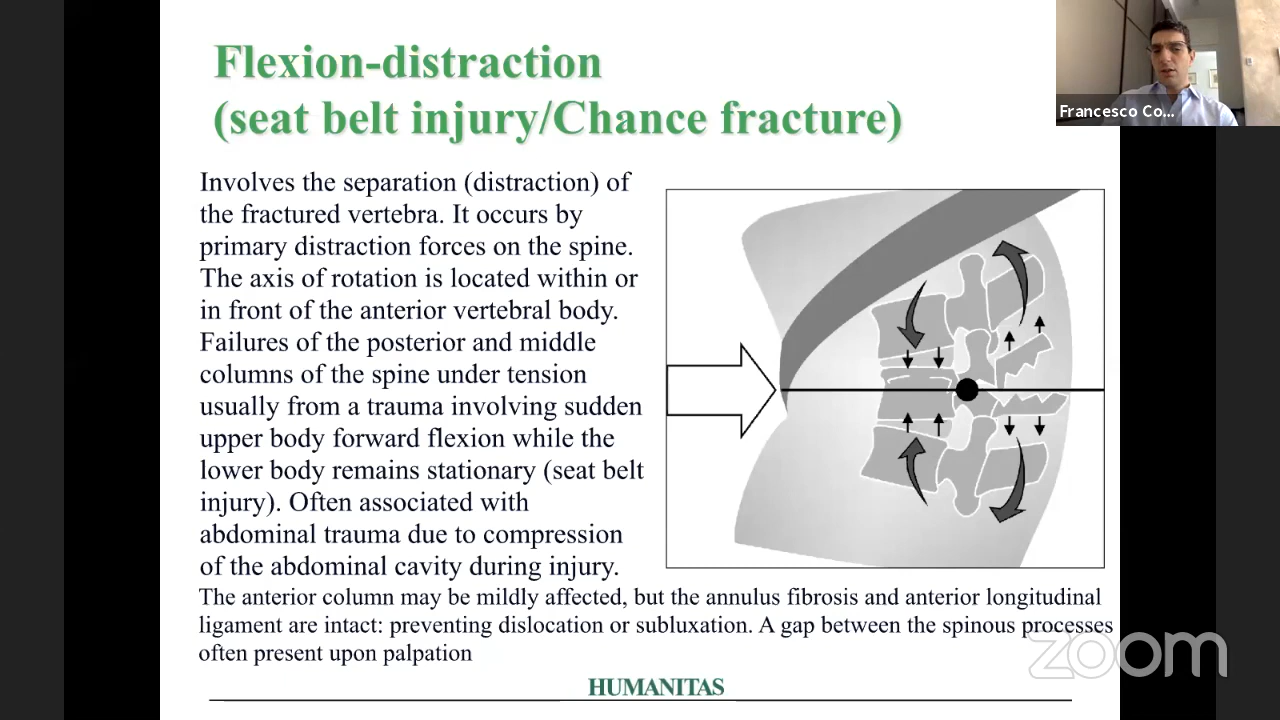 Flexion-distraction
(seat belt injury/Chance fracture)
Francesco Co...
Involves the separation (distraction) of
the fractured vertebra. It occurs by
primary distraction forces on the spine.
The axis of rotation is located within or
in front of the anterior vertebral body.
Failures of the posterior and middle
columns of the spine under tension
usually from a trauma involving sudden
upper body forward flexion while the
lower body remains stationary (seat belt
injury). Often associated with
abdominal trauma due to compression
of the abdominal cavity during injury.
The anterior column may be mildly affected, but the annulus fibrosis and anterior longitudinal
ligament are intact: preventing dislocation or subluxation. A gap between the spinous processes
often present upon palpation
zoom
HUMANITAS